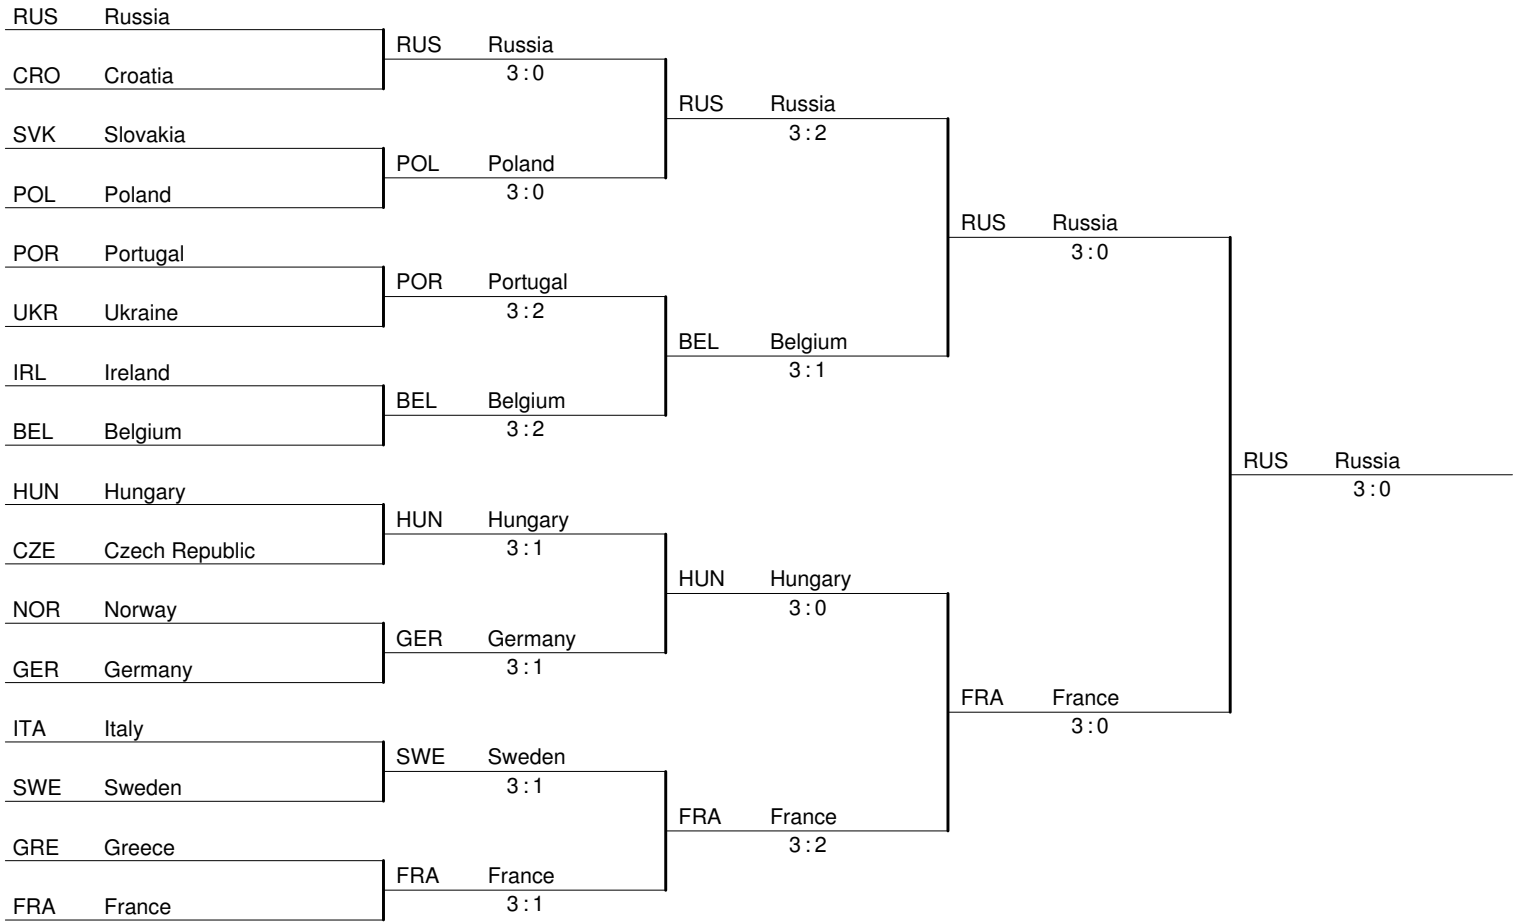 RUS Russia
RUS Russia
3:0
CRO Croatia
RUS Russia
3:2
SVK Slovakia
POL Poland
3:0
POL Poland
RUS Russia
3:0
POR Portugal
POR Portugal
3:2
UKR Ukraine
BEL Belgium
3:1
IRL Ireland
BEL Belgium
3:2
BEL Belgium
RUS Russia
3:0
HUN Hungary
HUN Hungary
3:1
CZE Czech Republic
HUN Hungary
3:0
NOR Norway
GER Germany
3:1
GER Germany
FRA France
3:0
ITA Italy
SWE Sweden
3:1
SWE Sweden
FRA France
3:2
GRE Greece
FRA France
3:1
FRA France